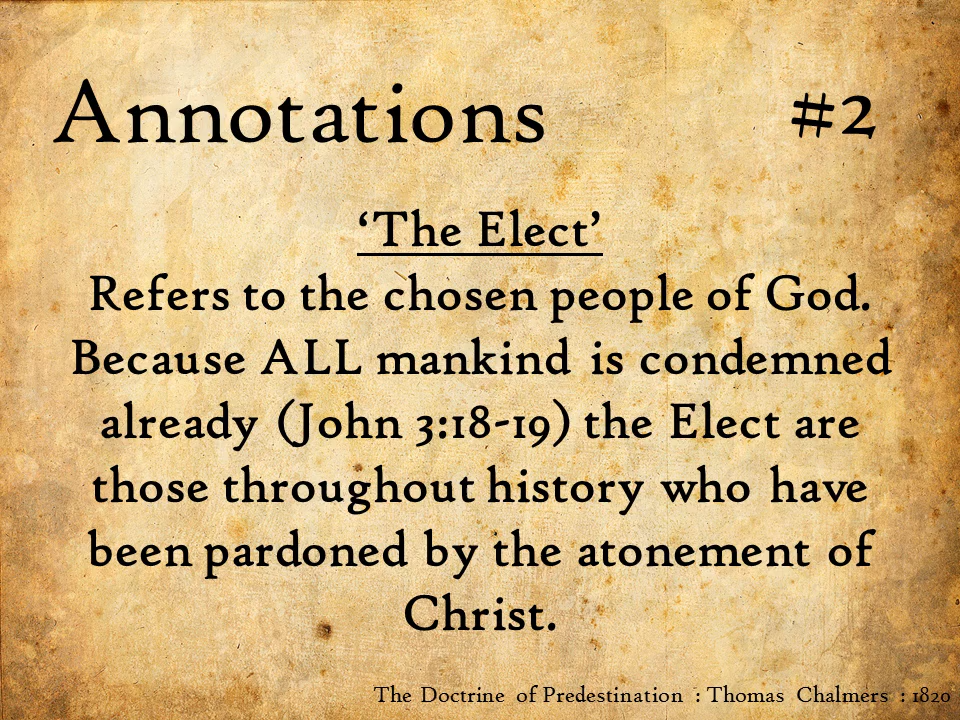 Annotations #2
‘The Elect’
Refers to the chosen people of God.
Because ALL mankind is condemned
already (John 3:18-19) the Elect are
those throughout history who have
been pardoned by the atonement of
Christ.
The Doctrine of Predestination : Thomas Chalmers : 1820